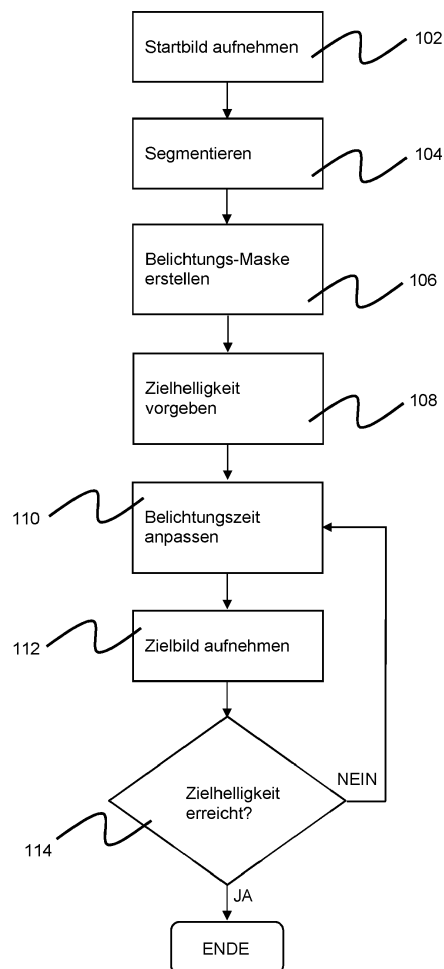 Startbild aufnehmen
102
Segmentieren
104
Belichtungs-Maske
erstellen
106
Zielhelligkeit
vorgeben
108
110
Belichtungszeit
anpassen
112
Zielbild aufnehmen
NEIN
Zielhelligkeit
erreicht?
114
JA
ENDE